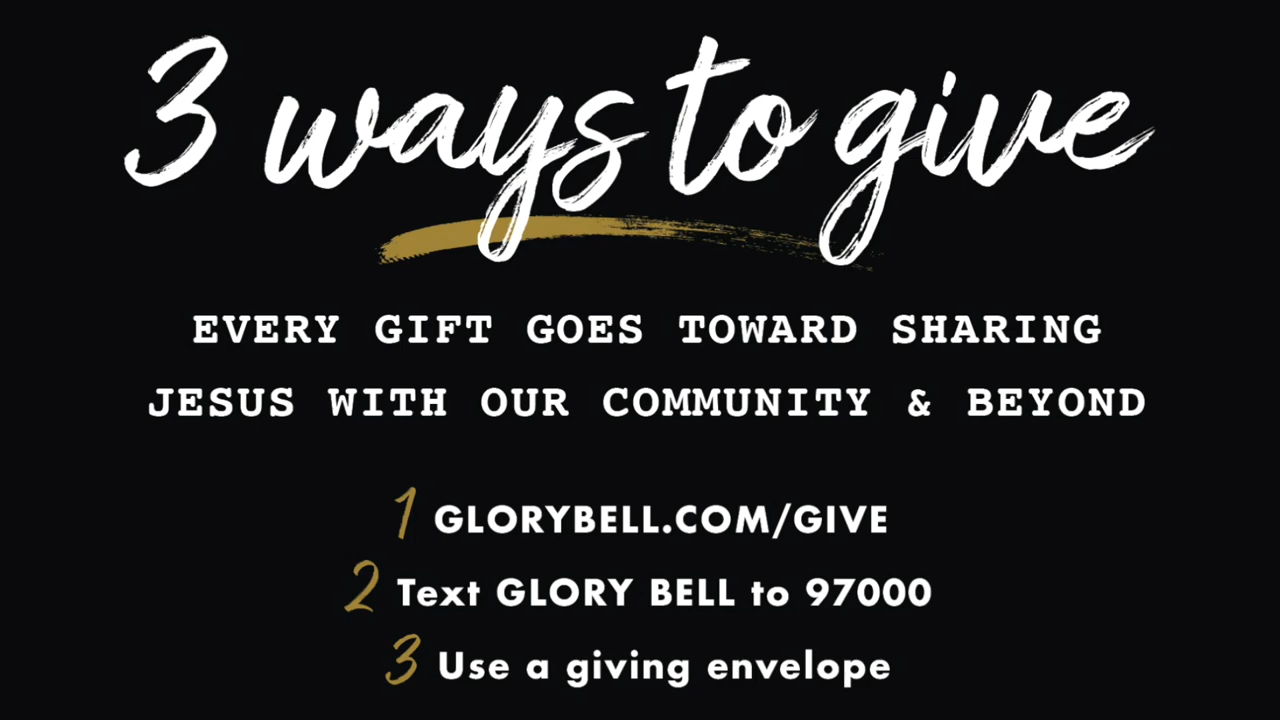 3 ways to give
EVERY GIFT GOES TOWARD SHARING
JESUS WITH OUR COMMUNITY & BEYOND
1 GLORYBELL.COM/GIVE
2 Text GLORY BELL to 97000
3 Use a giving envelope